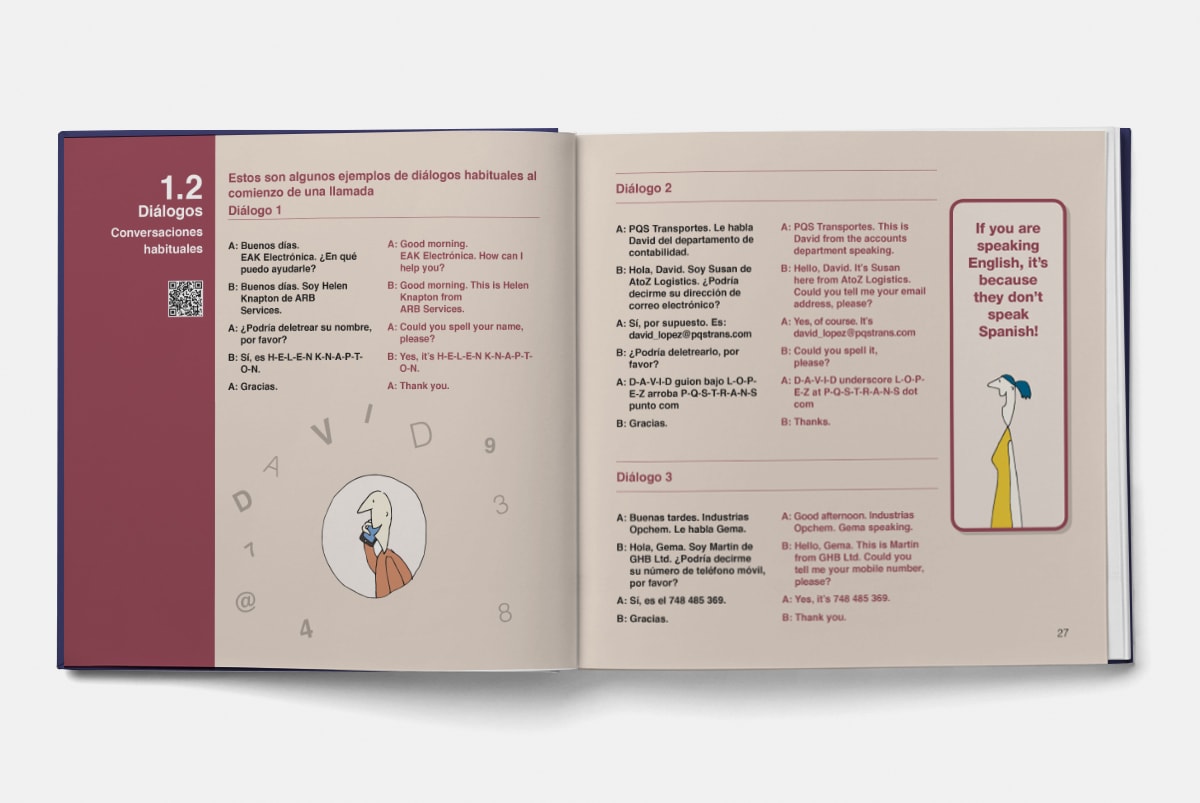 1.2
Diálogos
Conversaciones
habituales
Estos son algunos ejemplos de diálogos habituales al
comienzo de una llamada
Diálogo 1
A: Buenos días.
EAK Electrónica. ¿En qué
puedo ayudarle?
B: Buenos días. Soy Helen
Knapton de ARB
Services.
A: ¿Podría deletrear su nombre,
por favor?
B: Sí, es H-E-L-E-N K-N-A-P-T-
O-N.
A: Gracias.
A: Good morning.
EAK Electrónica. How can I
help you?
B: Good morning. This is Helen
Knapton from
ARB Services.
A: Could you spell your name,
please?
B: Yes, it's H-E-L-E-N K-N-A-P-T-
O-N.
A: Thank you.
D A V I D 9
D 3
7
@ 8
4
Diálogo 2
A: PQS Transportes. Le habla
David del departamento de
contabilidad.
B: Hola, David. Soy Susan de
AtoZ Logistics. ¿Podría
decirme su dirección de
correo electrónico?
A: Sí, por supuesto. Es:
david_lopez@pqstrans.com
B: ¿Podría deletrearlo, por
favor?
A: D-A-V-I-D guion bajo L-O-P-
E-Z arroba P-Q-S-T-R-A-N-S
punto com
B: Gracias.
A: PQS Transportes. This is
David from the accounts
department speaking.
B: Hello, David. It's Susan
here from AtoZ Logistics.
Could you tell me your email
address, please?
A: Yes, of course. It's
david_lopez@pqstrans.com
B: Could you spell it,
please?
A: D-A-V-I-D underscore L-O-P-
E-Z at P-Q-S-T-R-A-N-S dot
com
B: Thanks.
Diálogo 3
A: Buenas tardes. Industrias
Opchem. Le habla Gema.
B: Hola, Gema. Soy Martin de
GHB Ltd. ¿Podría decirme
su número de teléfono móvil,
por favor?
A: Sí, es el 748 485 369.
B: Gracias.
A: Good afternoon. Industrias
Opchem. Gema speaking.
B: Hello, Gema. This is Martin
from GHB Ltd. Could you
tell me your mobile number,
please?
A: Yes, it's 748 485 369.
B: Thank you.
If you are
speaking
English, it's
because
they don't
speak
Spanish!
27